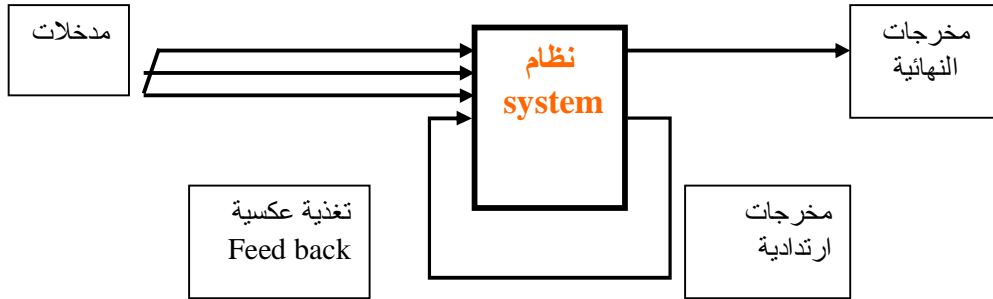 مدخلات
نظام
system
مخرجات
النهائية
تغذية عكسية
Feed back
مخرجات
ارتدادية